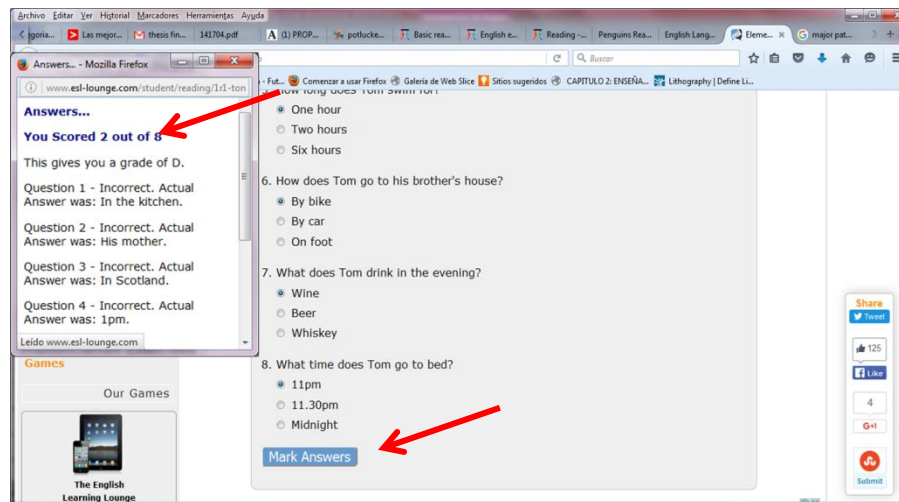 Archivo Editar Ver Historial Marcadores Herramientas Ayuda
Las mejor...
thesis fin...
141704.pdf
(1) PROP...
potlucke...
Basic rea...
English e...
Reading -...
Penguins Rea...
English Lang...
Eleme... ×
major pat...
Buscar
Comenzar a usar Firefox
Galería de Web Slice
Sitios sugeridos
CAPITULO 2: ENSEÑA...
Lithography | Define Li...
Answers... - Mozilla Firefox
www.esl-lounge.com/student/reading/1r1-ton
Answers...
You Scored 2 out of 8
This gives you a grade of D.
Question 1 - Incorrect. Actual
Answer was: In the kitchen.
Question 2 - Incorrect. Actual
Answer was: His mother.
Question 3 - Incorrect. Actual
Answer was: In Scotland.
Question 4 - Incorrect. Actual
Answer was: 1pm.
Leído www.esl-lounge.com
Games
Our Games
The English
Learning Lounge
One hour
Two hours
Six hours
6. How does Tom go to his brother's house?
By bike
By car
On foot
7. What does Tom drink in the evening?
Wine
Beer
Whiskey
8. What time does Tom go to bed?
11pm
11.30pm
Midnight
Mark Answers
Share
Tweet
125
Like
4
G+1
Submit